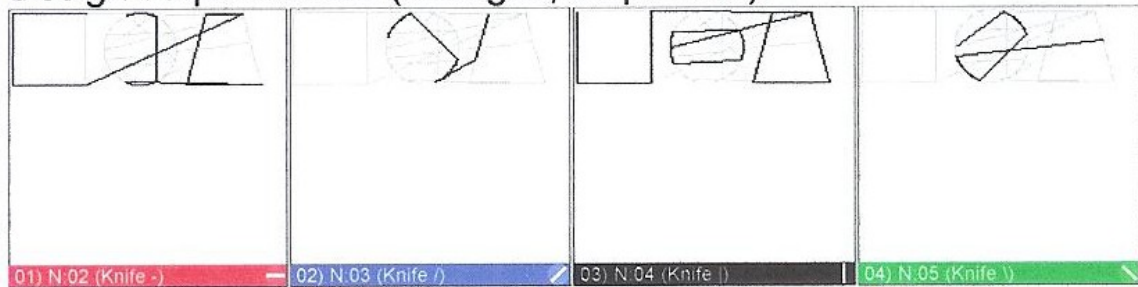 01) N:02 (Knife -)
02) N:03 (Knife /)
03) N:04 (Knife |)
04) N:05 (Knife \)